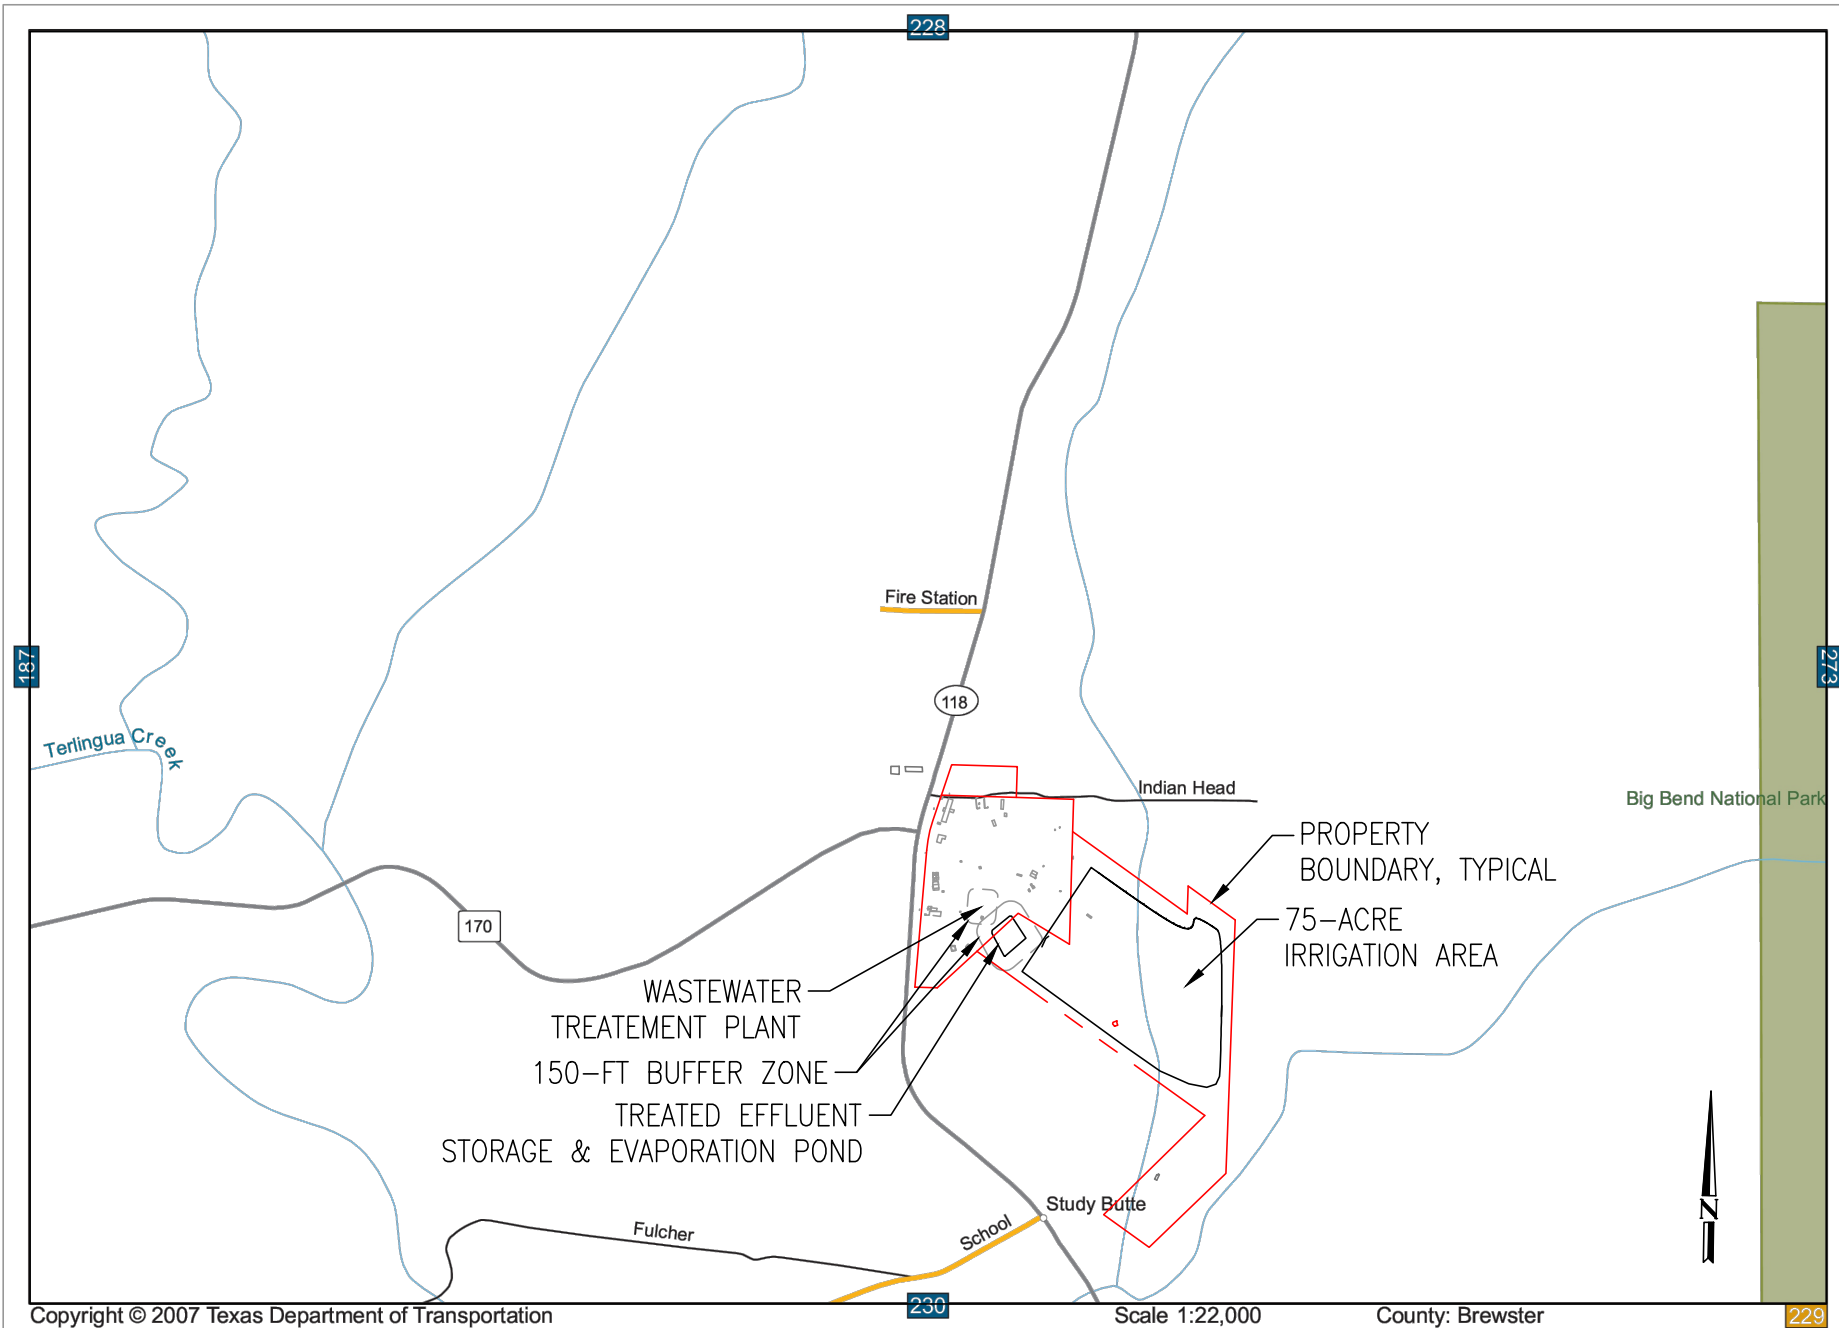 228
Fire Station
187
273
118
Terlingua Creek
Indian Head
Big Bend National Park
PROPERTY
BOUNDARY, TYPICAL
75-ACRE
IRRIGATION AREA
170
WASTEWATER
TREATEMENT PLANT
150-FT BUFFER ZONE
TREATED EFFLUENT
STORAGE & EVAPORATION POND
Study Butte
School
Fulcher
N
230
Copyright © 2007 Texas Department of Transportation
Scale 1:22,000
County: Brewster
229